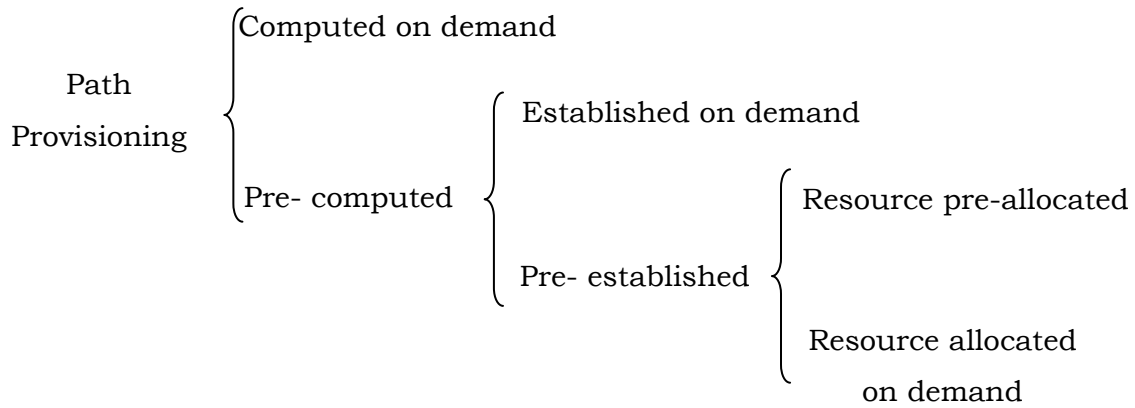 Computed on demand
Path
Provisioning
Established on demand
Pre- computed
Resource pre-allocated
Pre- established
Resource allocated
on demand